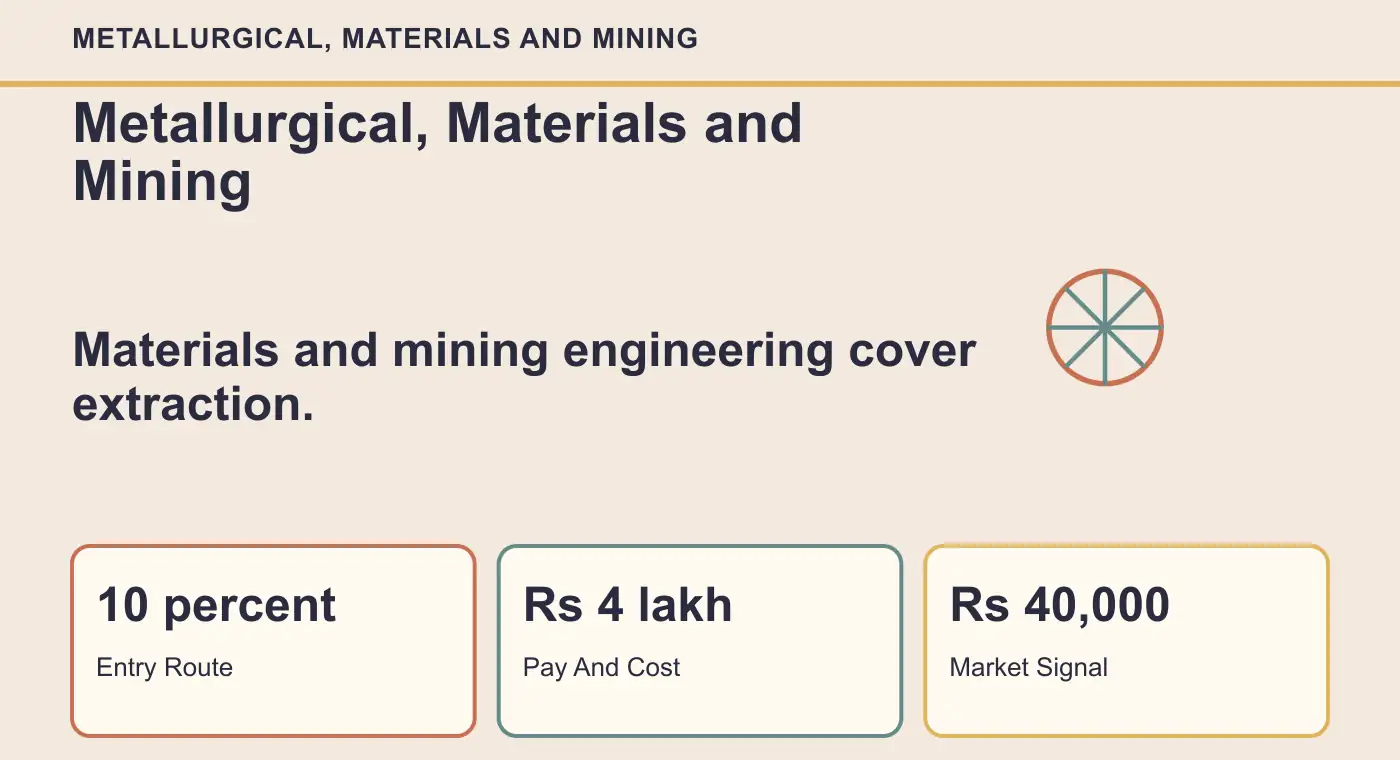 METALLURGICAL, MATERIALS AND MINING
Metallurgical, Materials and
Mining
Materials and mining engineering cover
extraction.
10 percent
Entry Route
Rs 4 lakh
Pay And Cost
Rs 40,000
Market Signal